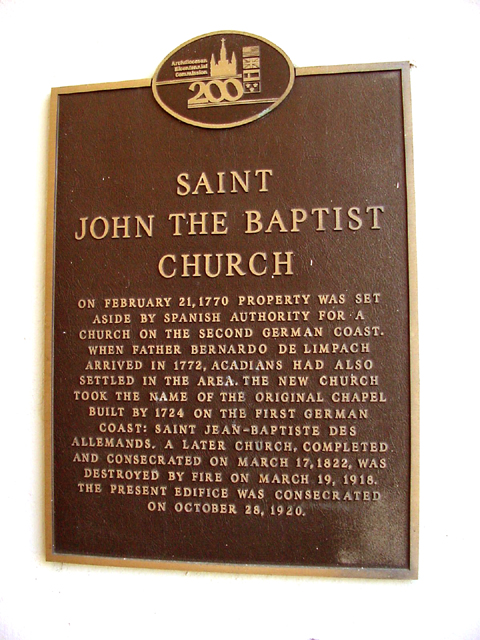 Archdiocesan
Bicentennial
Commission
200
SAINT
JOHN THE BAPTIST
CHURCH
ON FEBRUARY 21, 1770 PROPERTY WAS SET
ASIDE BY SPANISH AUTHORITY FOR A
CHURCH ON THE SECOND GERMAN COAST.
WHEN FATHER BERNARDO DE LIMPACH
ARRIVED IN 1772, ACADIANS HAD ALSO
SETTLED IN THE AREA. THE NEW CHURCH
TOOK THE NAME OF THE ORIGINAL CHAPEL
BUILT BY 1724 ON THE FIRST GERMAN
COAST: SAINT JEAN-BAPTISTE DES
ALLEMANDS. A LATER CHURCH, COMPLETED
AND CONSECRATED ON MARCH 17, 1822, WAS
DESTROYED BY FIRE ON MARCH 19, 1918.
THE PRESENT EDIFICE WAS CONSECRATED
ON OCTOBER 28, 1920.